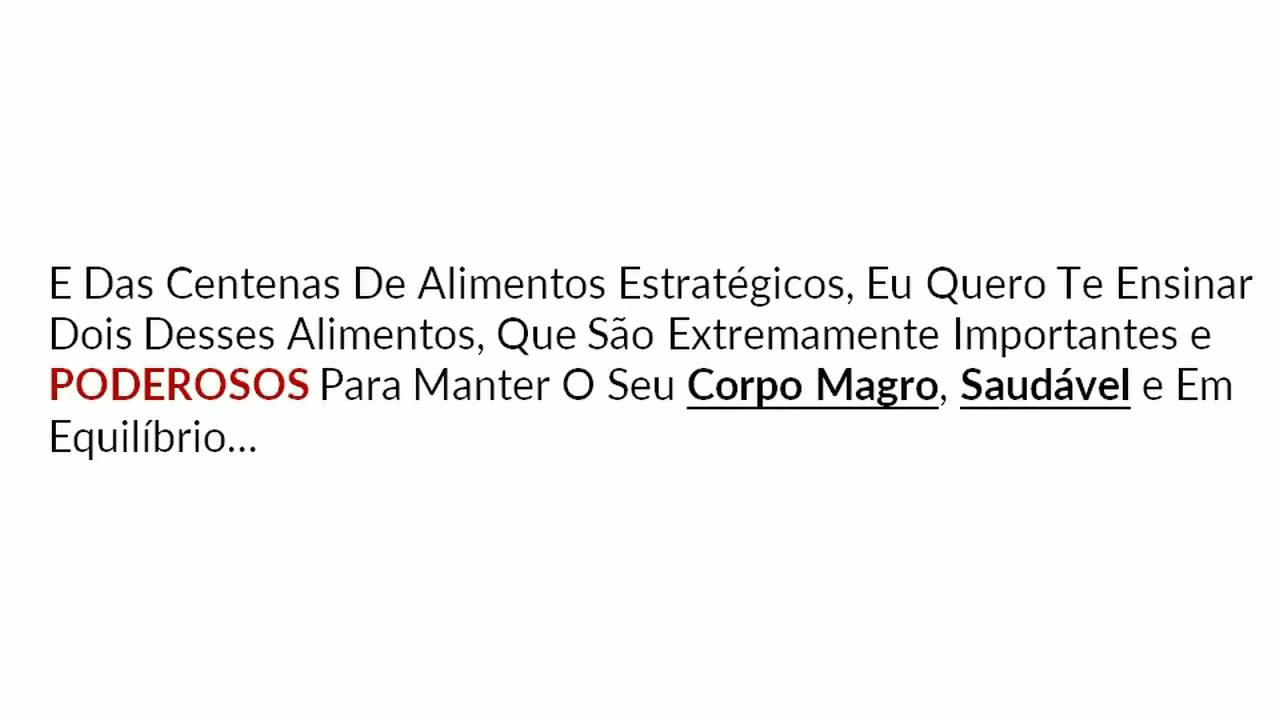 E Das Centenas De Alimentos Estratégicos, Eu Quero Te Ensinar
Dois Desses Alimentos, Que São Extremamente Importantes e
PODEROSOS Para Manter O Seu Corpo Magro, Saudável e Em
Equilíbrio...